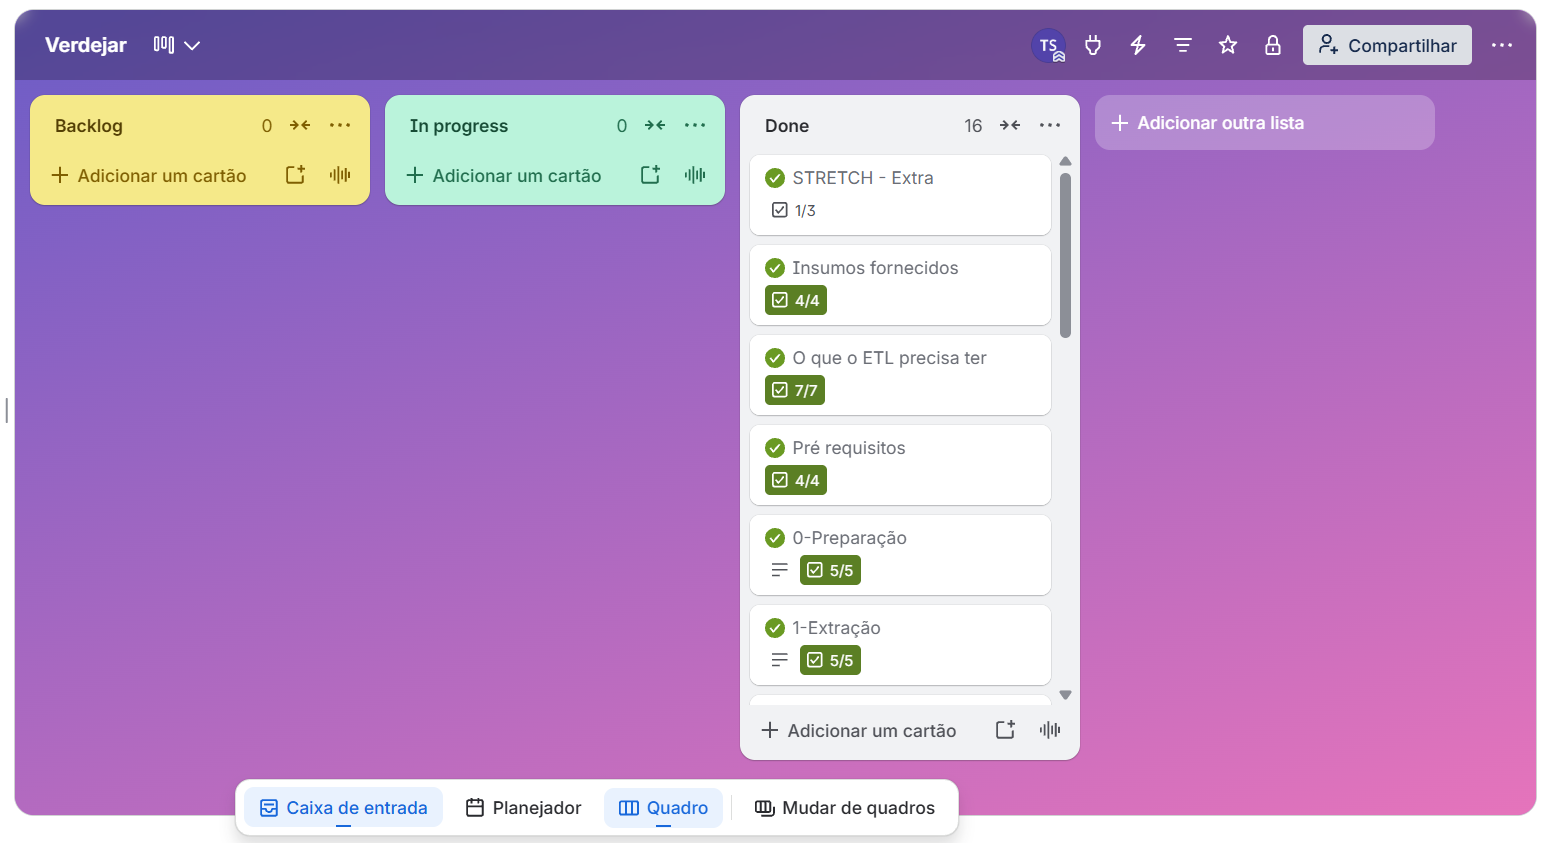 Verdejar
TS
Compartilhar
Backlog 0
Adicionar um cartão
In progress 0
Adicionar um cartão
Done 16
STRETCH - Extra
1/3
Insumos fornecidos
4/4
O que o ETL precisa ter
7/7
Pré requisitos
4/4
0-Preparação
5/5
1-Extração
5/5
Adicionar um cartão
Adicionar outra lista
Caixa de entrada
Planejador
Quadro
Mudar de quadros